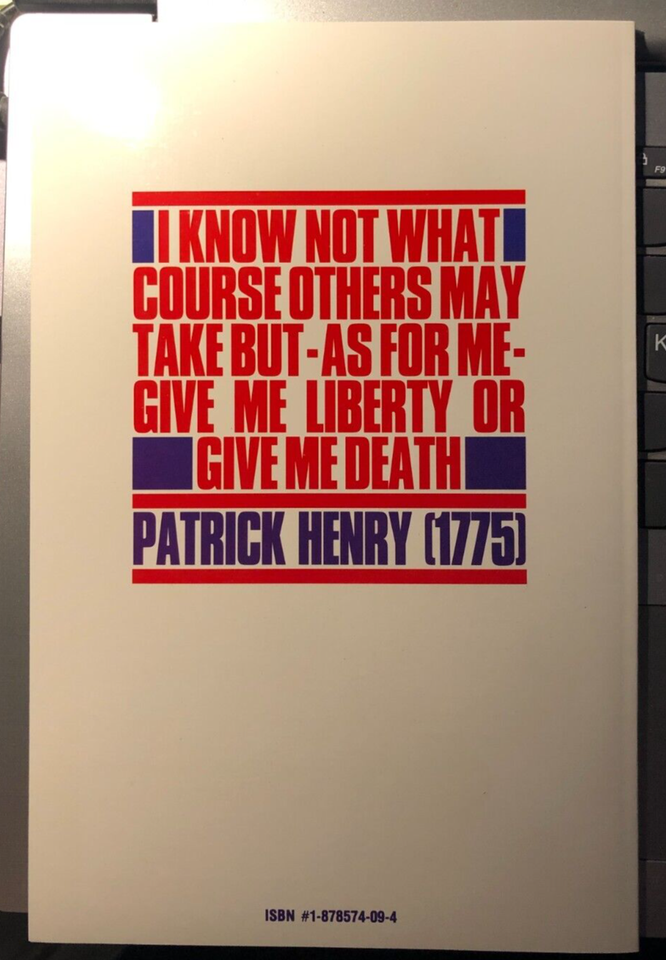 I KNOW NOT WHAT
COURSE OTHERS MAY
TAKE BUT-AS FOR ME-
GIVE ME LIBERTY OR
GIVE ME DEATH
PATRICK HENRY (1775)
ISBN #1-878574-09-4
F9
K